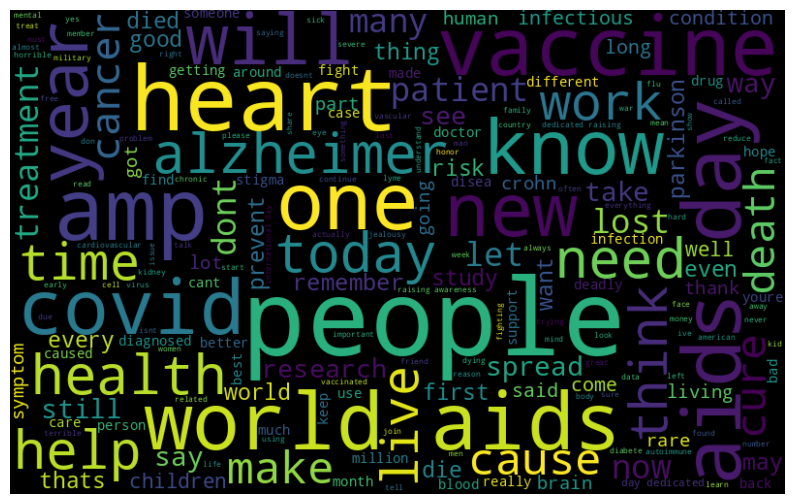 mental someone sick saying will many human infectious condition
treat almost yes member died good thing long vaccine
must horrible military severe right free
year cancer getting around fight made different drug way
heart patient work flu war called
treatment part case see doctor family mean
don problem please share eye something vascular country dedicated raising reduce show
got alzheimer know parkinson hope fact
read chronic find stigma risk disea crohn take
amp dont prevent going one new lost day death
cardiovascular issue talk lot continue lyme often everything hard
time kidney cant start today let need well even
early cell virus remember study deadly infection thank youre
covid people think aids
due isnt better raising awareness important want support fighting trying face money away never
symptom every caused diagnosed best research spread cure
health women vaccinated friend dying reason mind look american kid
still care related world keep use live first said come living bad
help person much using join men body sure data left ive great
world aids
thats say children make million month die really cause brain rare now may back
terrible life tell blood diabete autoimmune day dedicated found number learn